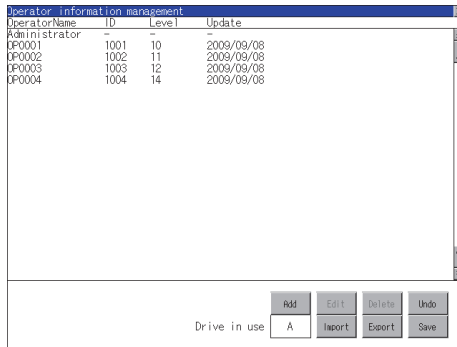 Operator information management
OperatorName ID Level Update
Administrator - - -
OP0001 1001 10 2009/09/08
OP0002 1002 11 2009/09/08
OP0003 1003 12 2009/09/08
OP0004 1004 14 2009/09/08
Add Edit Delete Undo
Drive in use A Import Export Save